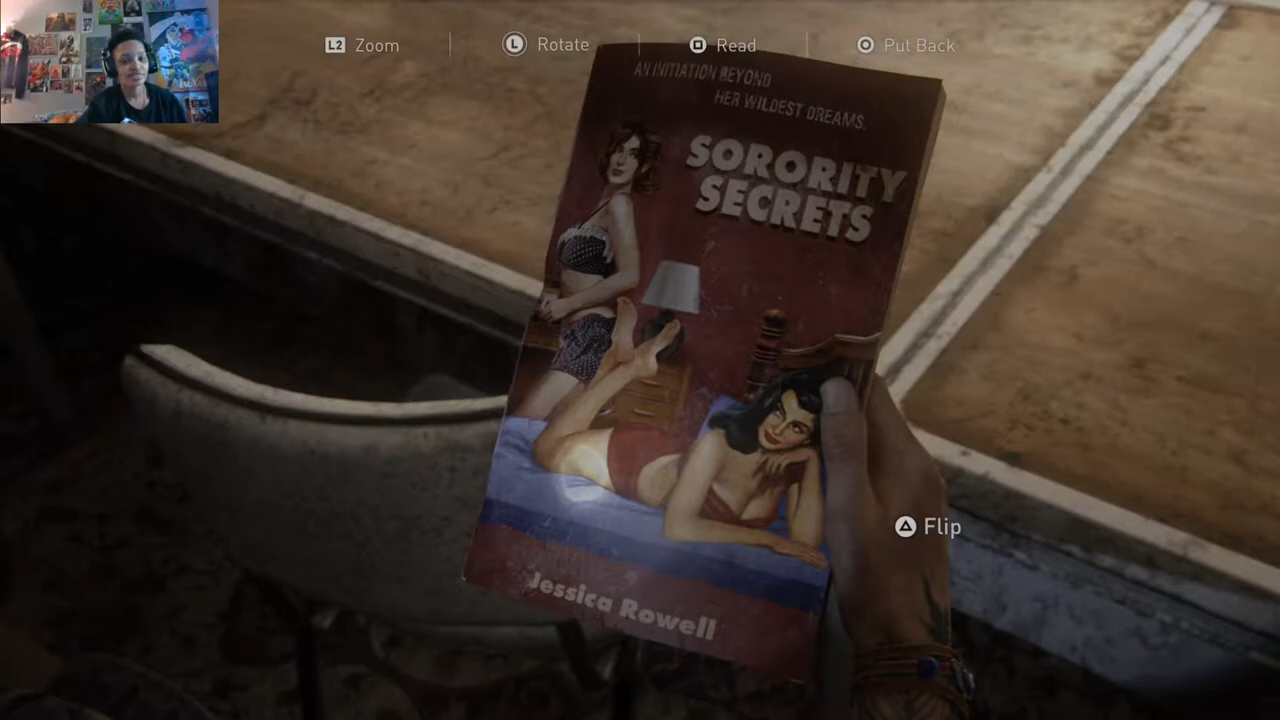 L2 Zoom
L Rotate
Read
Put Back
AN INITIATION BEYOND
HER WILDEST DREAMS.
SORORITY
SECRETS
Flip
Jessica Rowell